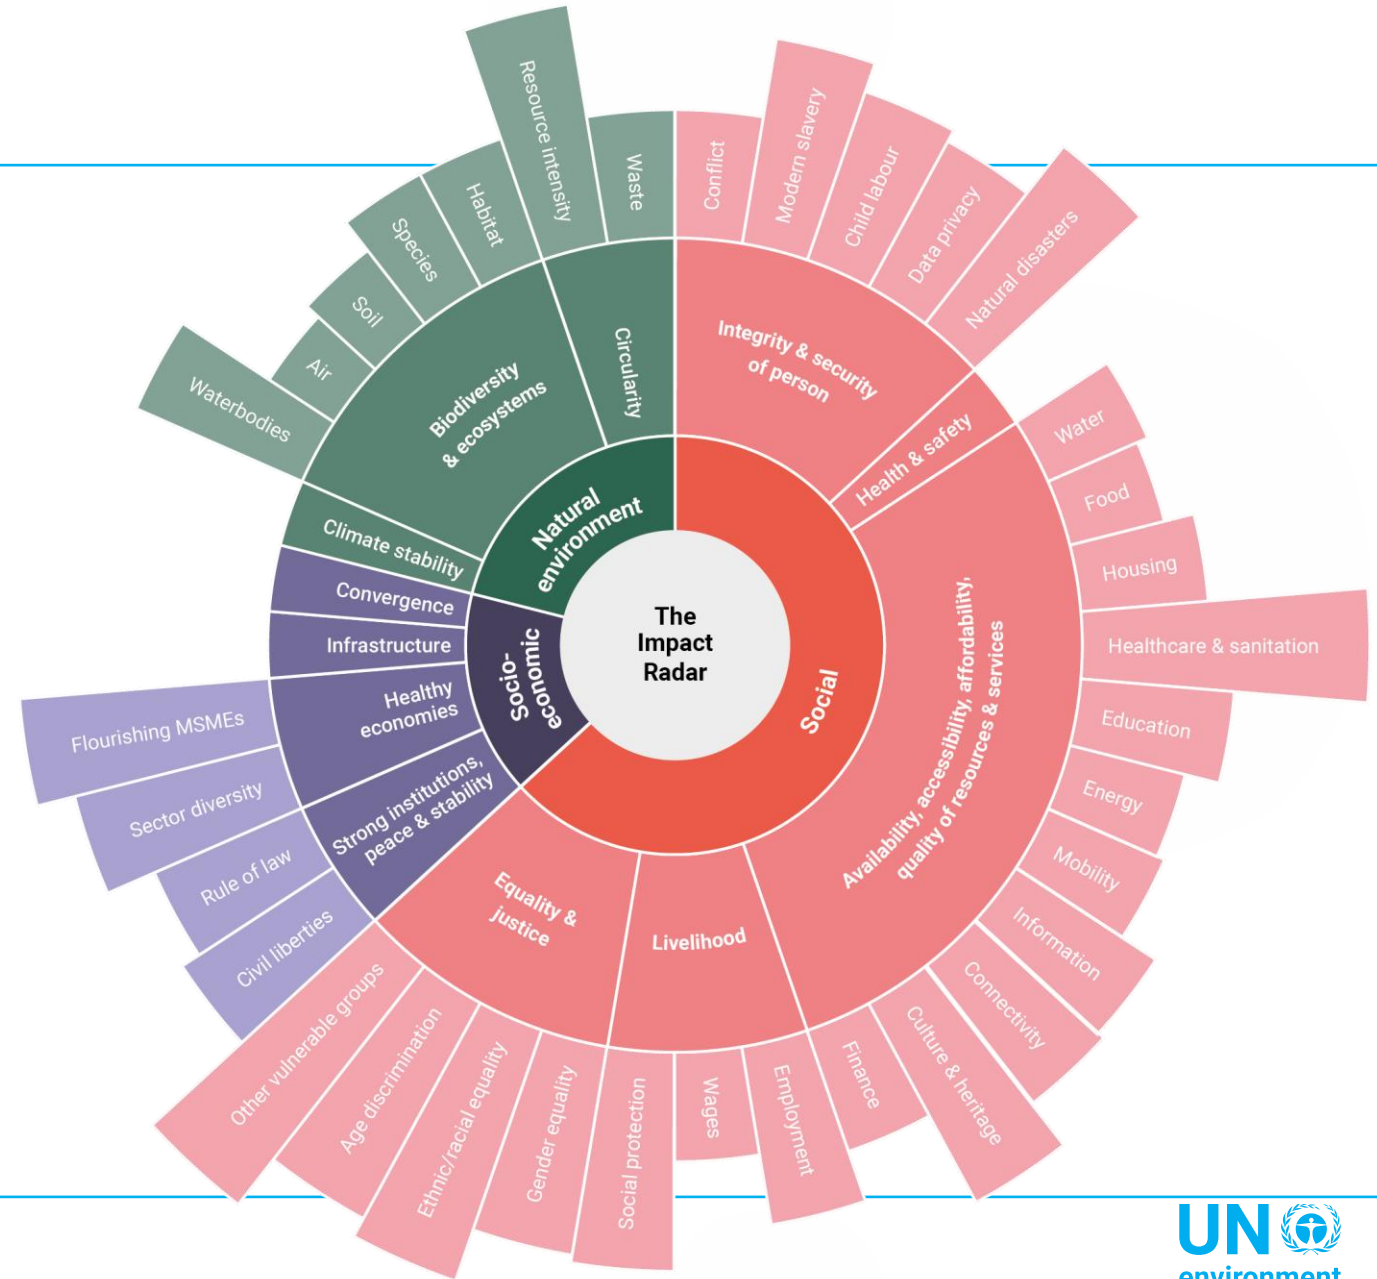 The
Impact
Radar
Social
Integrity & security
of person
Conflict
Modern slavery
Child labour
Data privacy
Natural disasters
Health & safety
Availability, accessibility, affordability,
quality of resources & services
Water
Food
Housing
Healthcare & sanitation
Education
Energy
Mobility
Information
Connectivity
Culture & heritage
Finance
Livelihood
Employment
Wages
Social protection
Equality &
justice
Gender equality
Ethnic/racial equality
Age discrimination
Other vulnerable groups
Socio-
economic
Strong institutions,
peace & stability
Civil liberties
Rule of law
Healthy
economies
Sector diversity
Flourishing MSMEs
Infrastructure
Convergence
Natural
environment
Climate stability
Biodiversity
& ecosystems
Waterbodies
Air
Soil
Species
Habitat
Circularity
Resource intensity
Waste
UN
environment